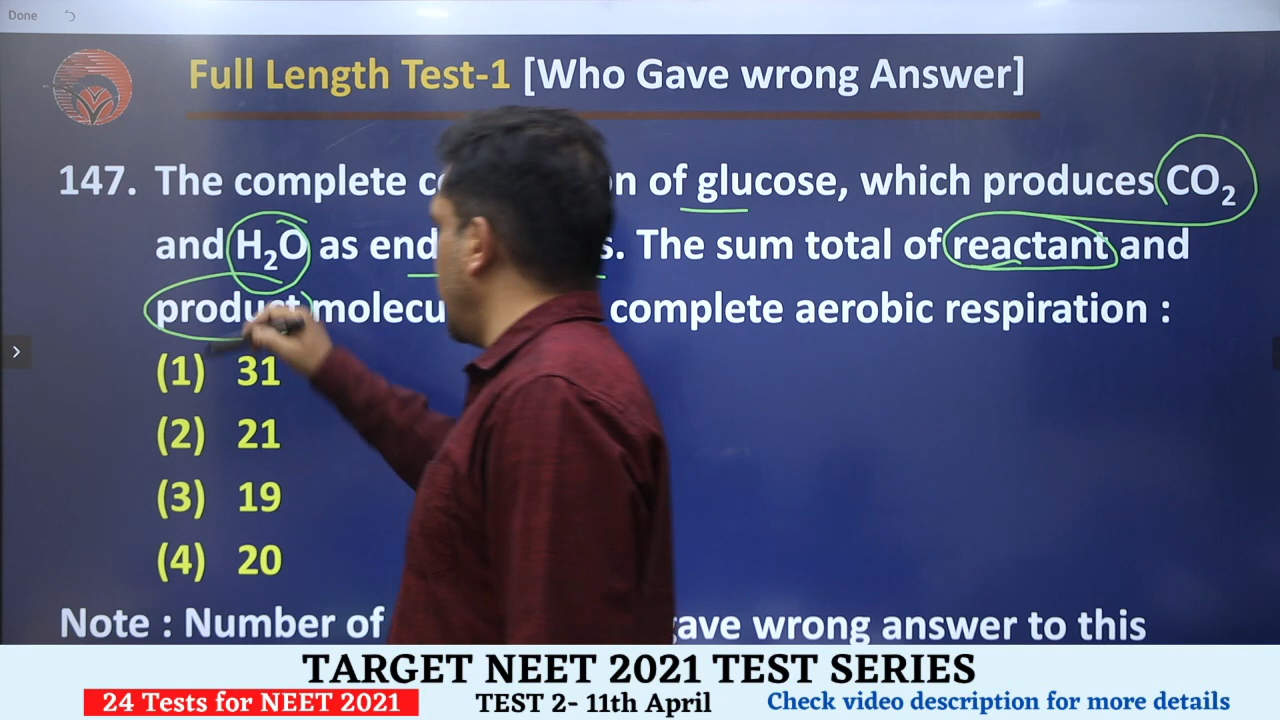 Done
Full Length Test-1 [Who Gave wrong Answer]
147. The complete of glucose, which produces CO₂
and H₂O as end The sum total of reactant and
product complete aerobic respiration :
(1) 31
(2) 21
(3) 19
(4) 20
Note : Number of gave wrong answer to this
TARGET NEET 2021 TEST SERIES
24 Tests for NEET 2021
TEST 2- 11th April
Check video description for more details